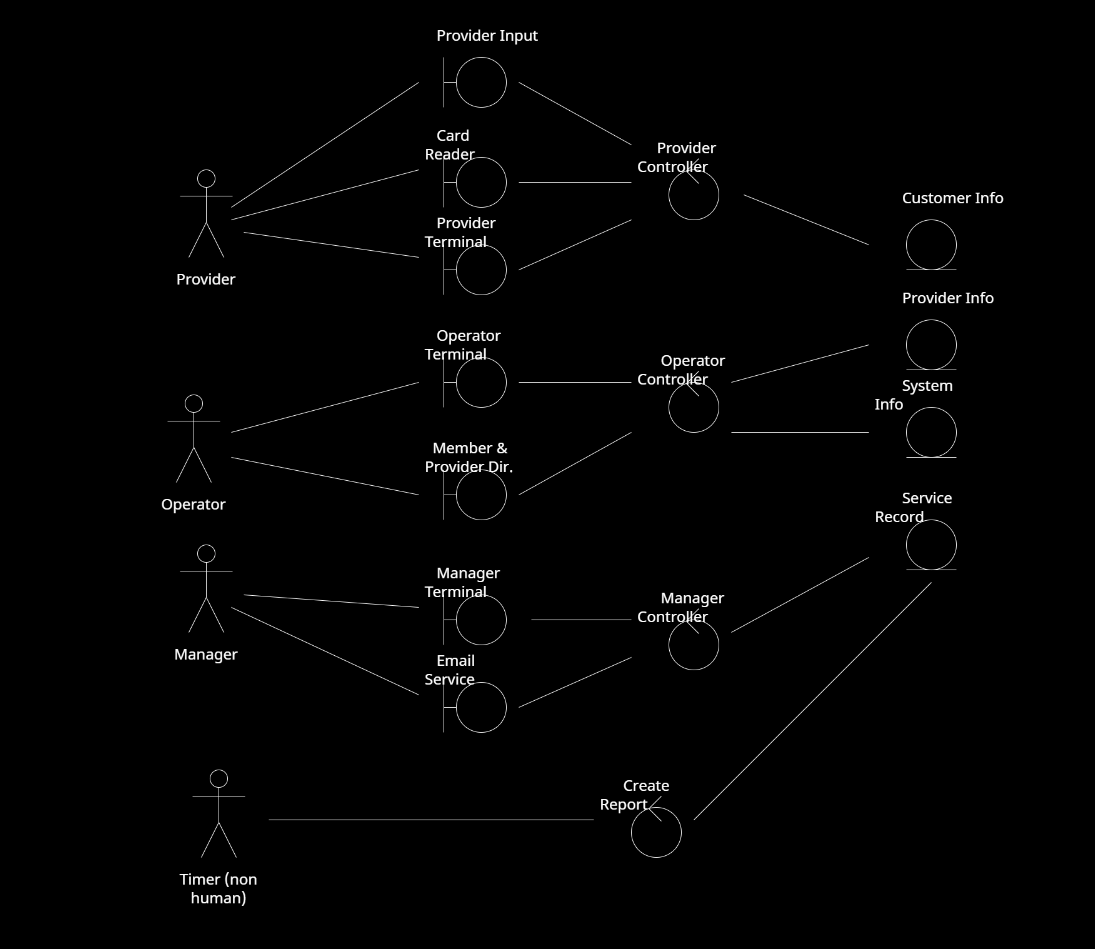 Provider Input
Card
Reader
Provider
Controller
Customer Info
Provider
Terminal
Provider
Provider Info
Operator
Terminal
Operator
Controller
System
Info
Member &
Provider Dir.
Operator
Service
Record
Manager
Terminal
Manager
Controller
Manager
Email
Service
Create
Report
Timer (non
human)